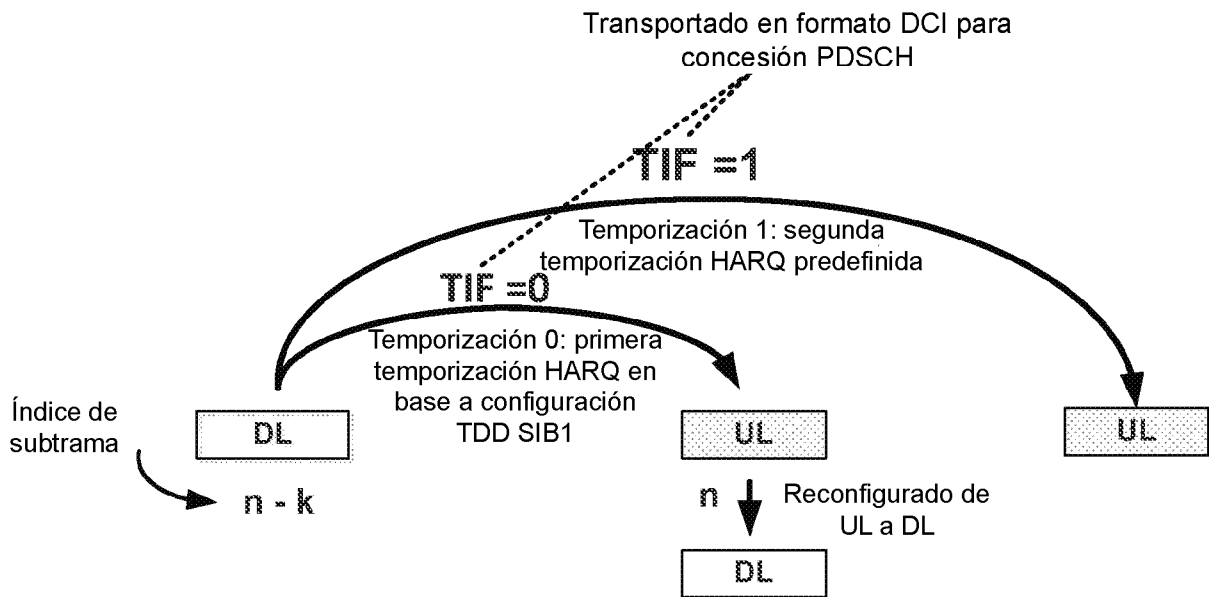 Transportado en formato DCI para
concesión PDSCH
TIF =1
Temporización 1: segunda
temporización HARQ predefinida
TIF =0
Temporización 0: primera
temporización HARQ en
base a configuración
TDD SIB1
Índice de
subtrama
DL
UL
UL
n - k
n
Reconfigurado de
UL a DL
DL